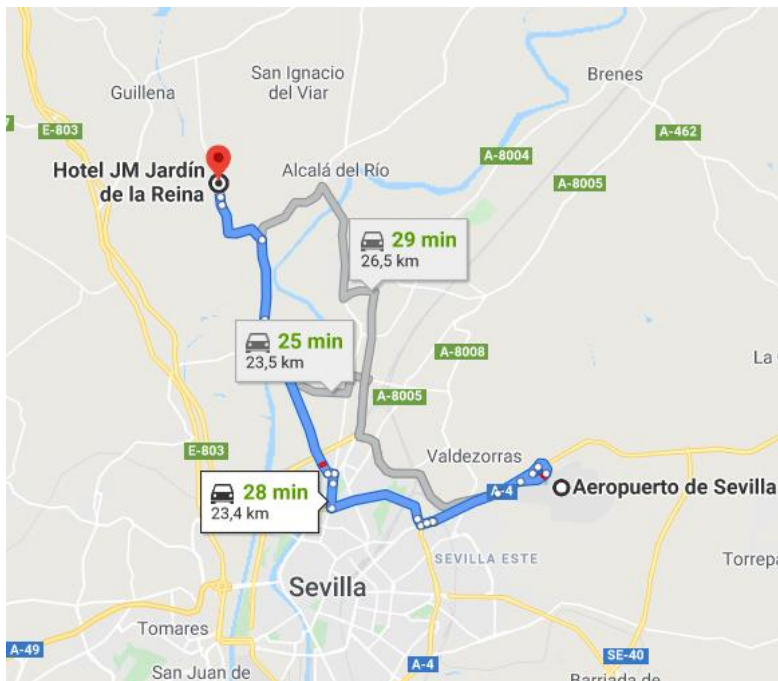 San Ignacio
del Viar
Brenes
Guillena
E-803
A-462
Hotel JM Jardín
de la Reina
Alcalá del Río
A-8004
A-8005
29 min
26,5 km
25 min
23,5 km
A-8008
La
A-8005
E-803
Valdezorras
28 min
23,4 km
A-4
Aeropuerto de Sevilla
SEVILLA ESTE
Torrepa
Sevilla
Tomares
A-49
San Juan de
A-4
SE-40
Barriada de